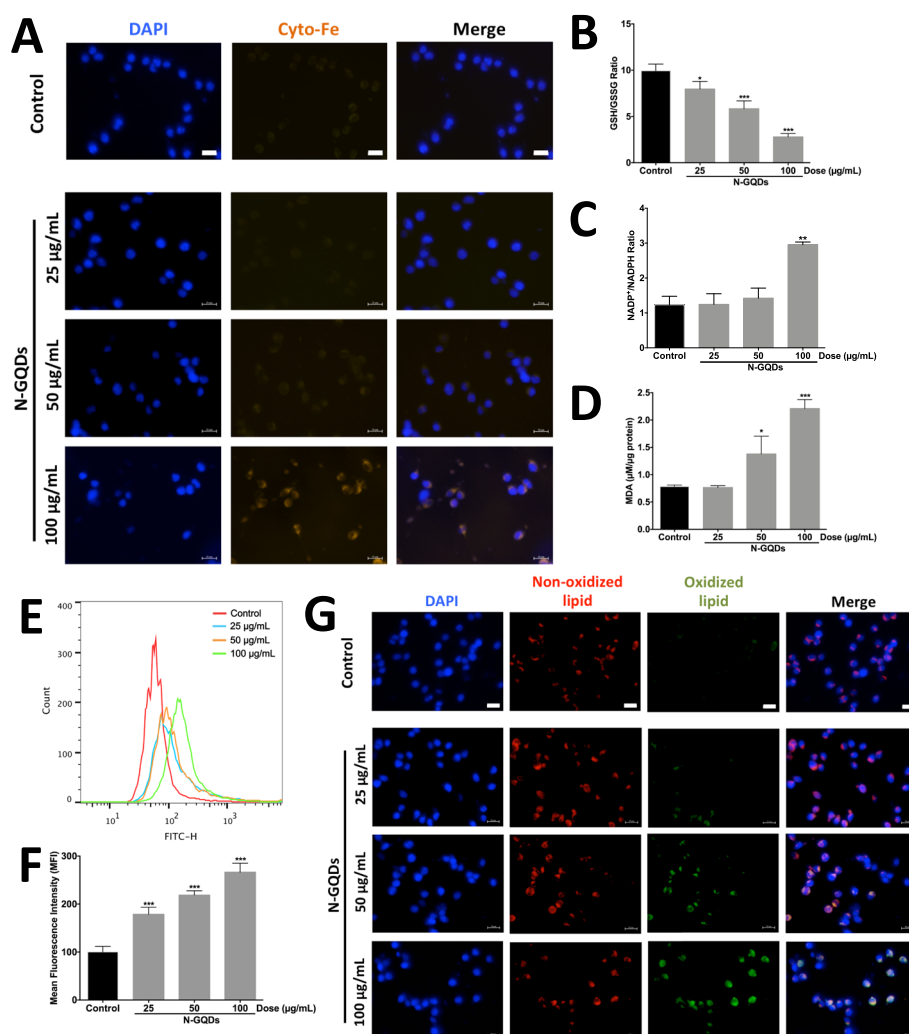 A
DAPI
Cyto-Fe
Merge
Control
N-GQDs
25 µg/mL
50 µg/mL
100 µg/mL
B
GSH/GSSG Ratio
15
10
5
0
*
***
***
Control
25
50
100
Dose (µg/mL)
N-GQDs
C
NADP⁺/NADPH Ratio
4
3
2
1
0
**
Control
25
50
100
Dose (µg/mL)
N-GQDs
D
MDA (µM/µg protein)
2.5
2.0
1.5
1.0
0.5
0.0
*
***
Control
25
50
100
Dose (µg/mL)
N-GQDs
E
Count
400
300
200
100
0
Control
25 µg/mL
50 µg/mL
100 µg/mL
10¹
10²
10³
FITC-H
F
Mean Fluorescence Intensity (MFI)
300
200
100
0
***
***
***
Control
25
50
100
Dose (µg/mL)
N-GQDs
G
DAPI
Non-oxidized
lipid
Oxidized
lipid
Merge
Control
N-GQDs
25 µg/mL
50 µg/mL
100 µg/mL